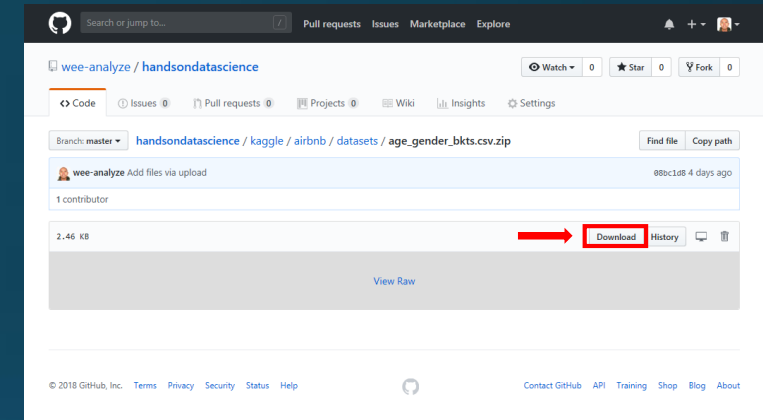 Search or jump to... /
Pull requests Issues Marketplace Explore
wee-analyze / handsondatascience
Watch 0 Star 0 Fork 0
Code Issues 0 Pull requests 0 Projects 0 Wiki Insights Settings
Branch: master handsondatascience / kaggle / airbnb / datasets / age_gender_bkts.csv.zip Find file Copy path
wee-analyze Add files via upload 08bc1d8 4 days ago
1 contributor
2.46 KB Download History
View Raw
© 2018 GitHub, Inc. Terms Privacy Security Status Help Contact GitHub API Training Shop Blog About